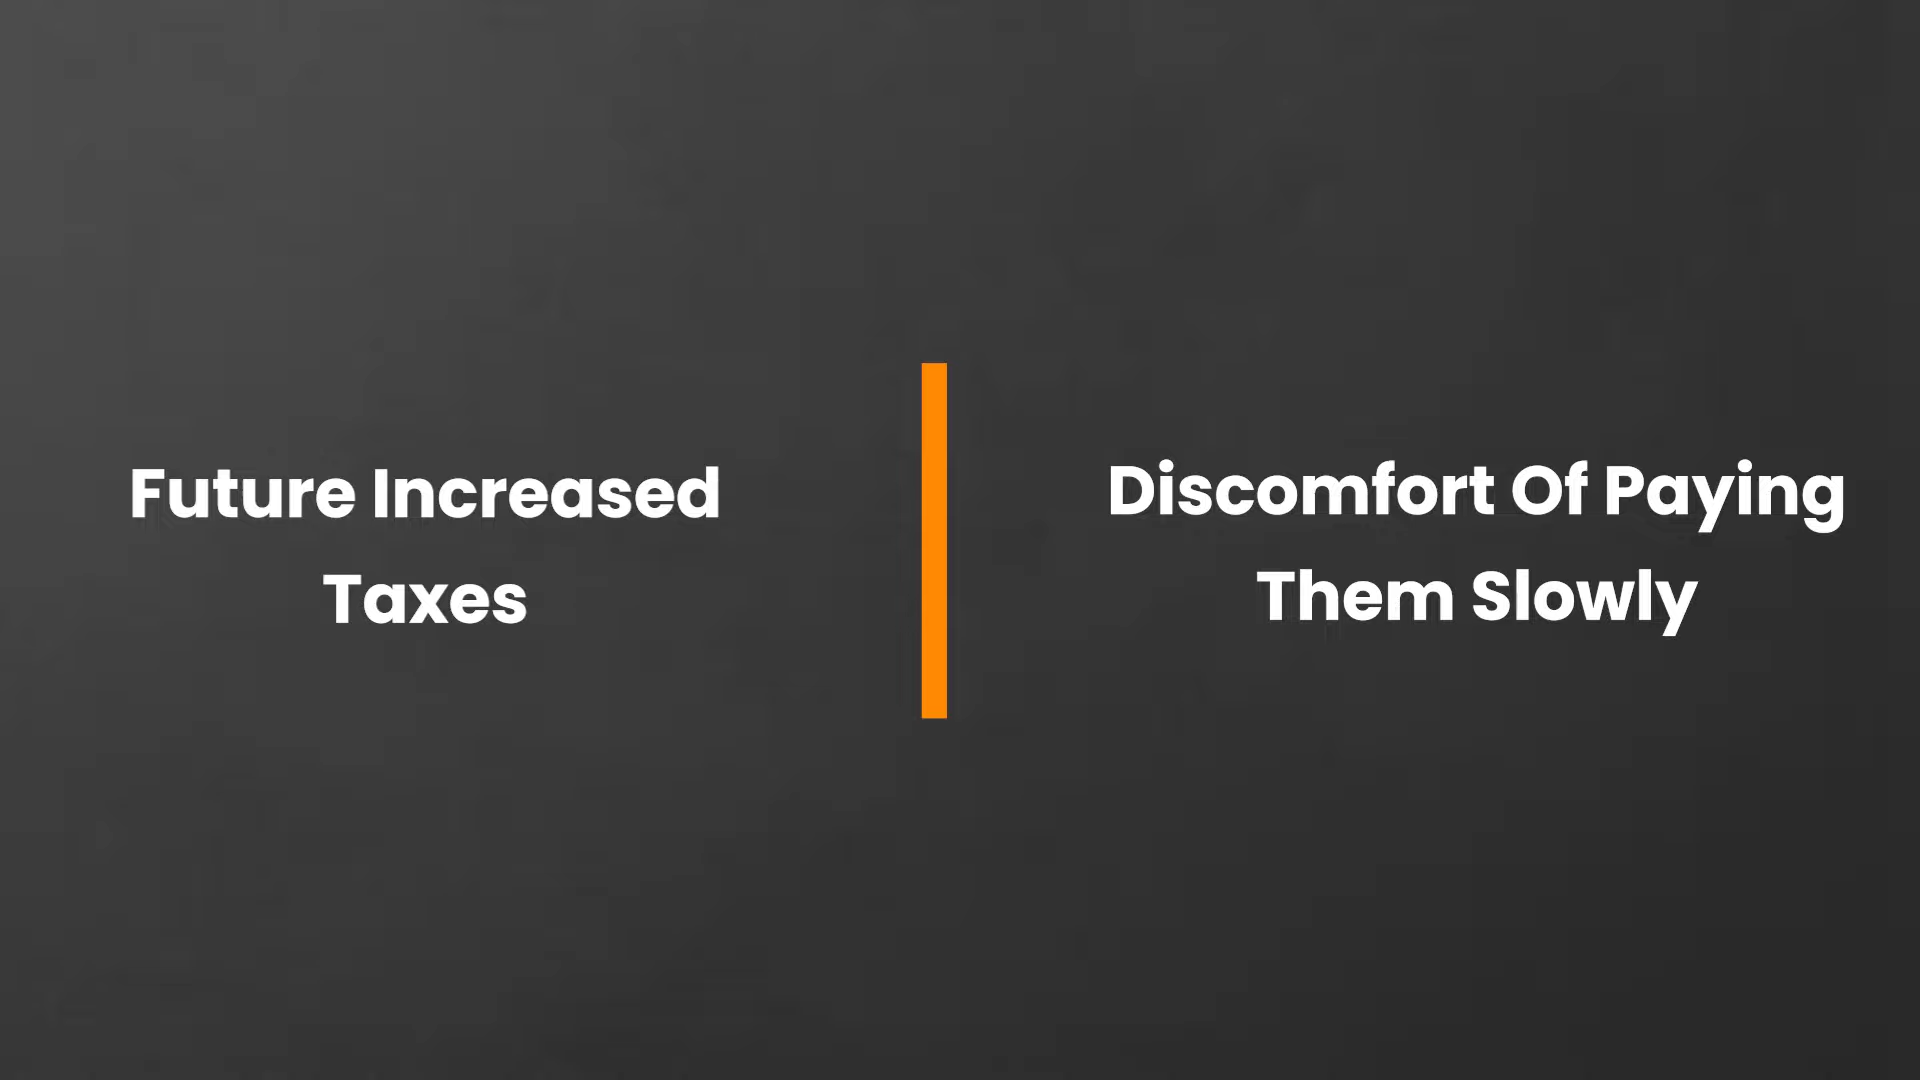 Future Increased
Taxes
Discomfort Of Paying
Them Slowly